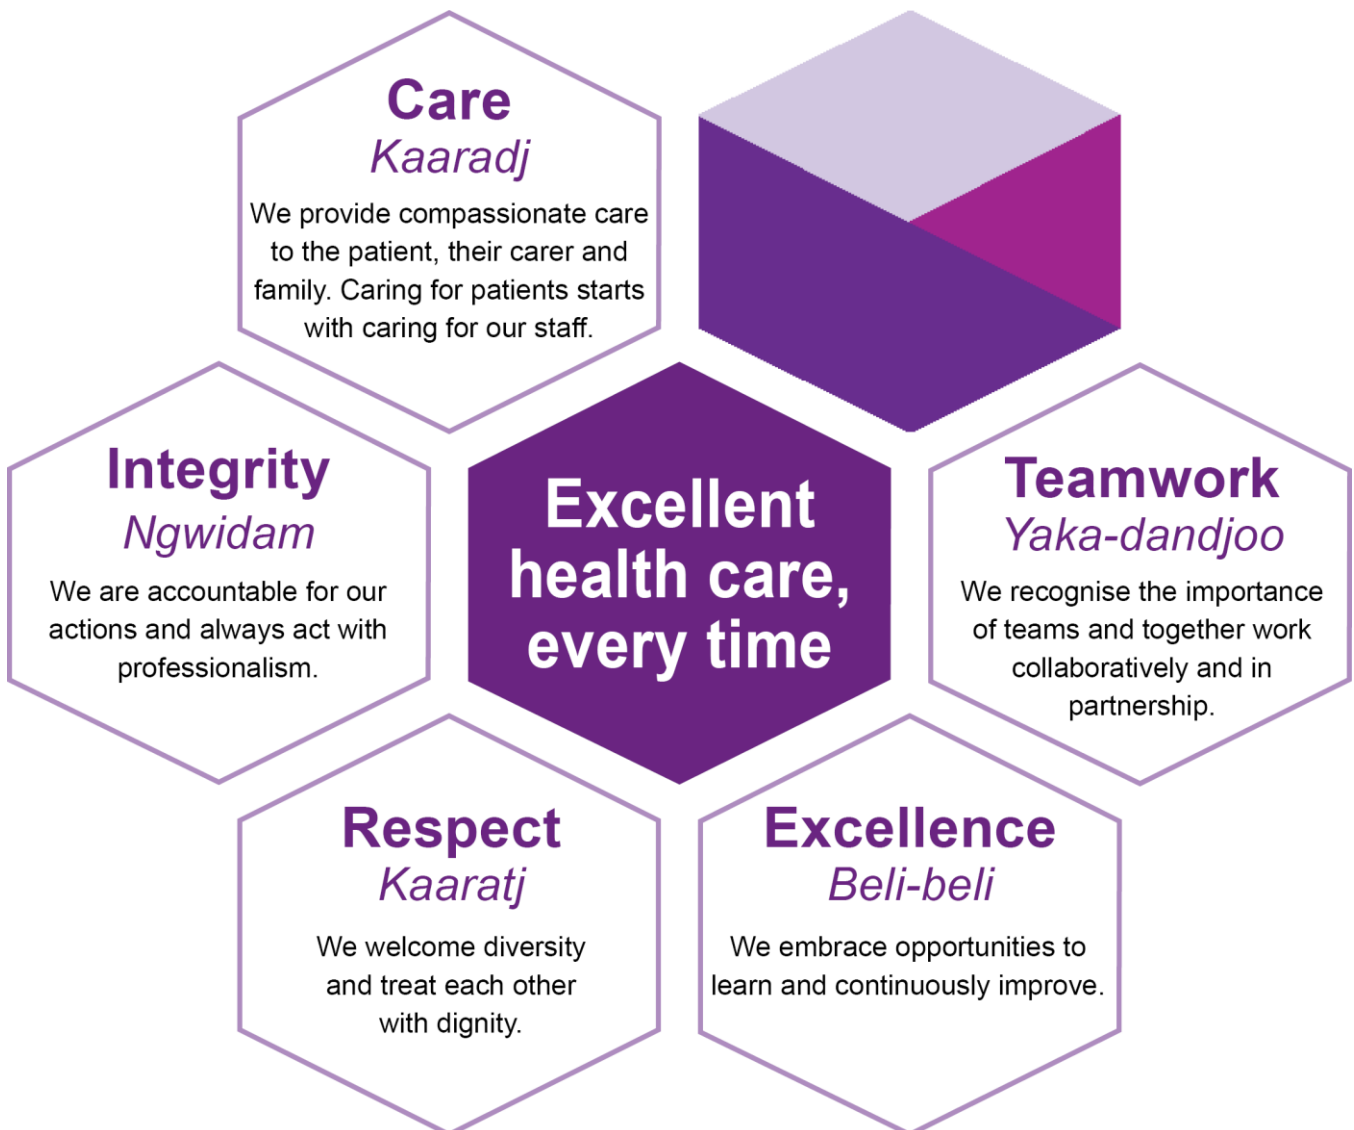 Care
Kaaradj
We provide compassionate care
to the patient, their carer and
family. Caring for patients starts
with caring for our staff.
Integrity
Ngwidam
We are accountable for our
actions and always act with
professionalism.
Excellent
health care,
every time
Teamwork
Yaka-dandjoo
We recognise the importance
of teams and together work
collaboratively and in
partnership.
Respect
Kaaratj
We welcome diversity
and treat each other
with dignity.
Excellence
Beli-beli
We embrace opportunities to
learn and continuously improve.